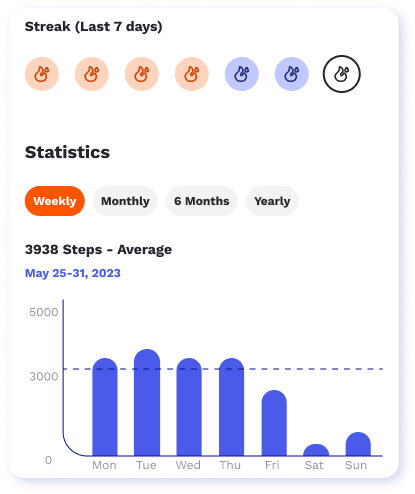 Streak (Last 7 days)
Statistics
Weekly Monthly 6 Months Yearly
3938 Steps - Average
May 25-31, 2023
5000
3000
0
Mon Tue Wed Thu Fri Sat Sun